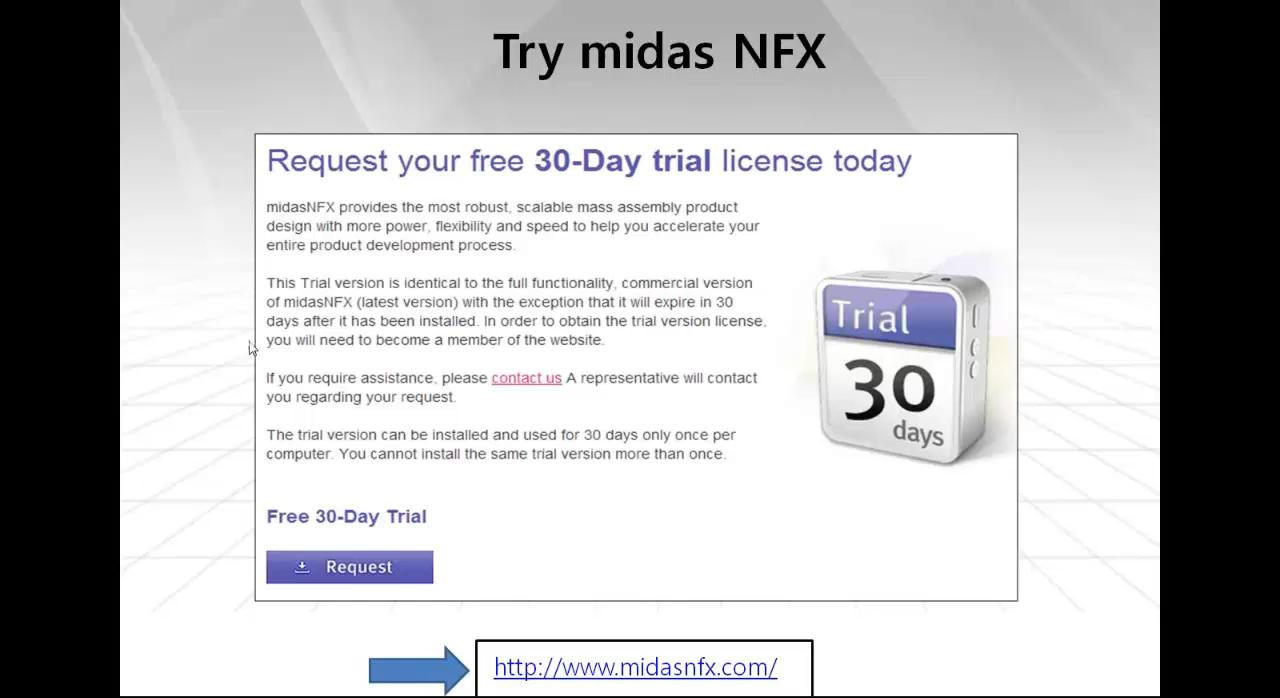 Try midas NFX
Request your free 30-Day trial license today
midasNFX provides the most robust, scalable mass assembly product
design with more power, flexibility and speed to help you accelerate your
entire product development process.
This Trial version is identical to the full functionality, commercial version
of midasNFX (latest version) with the exception that it will expire in 30
days after it has been installed. In order to obtain the trial version license,
you will need to become a member of the website.
If you require assistance, please contact us A representative will contact
you regarding your request.
The trial version can be installed and used for 30 days only once per
computer. You cannot install the same trial version more than once.
Trial
30
days
Free 30-Day Trial
Request
http://www.midasnfx.com/